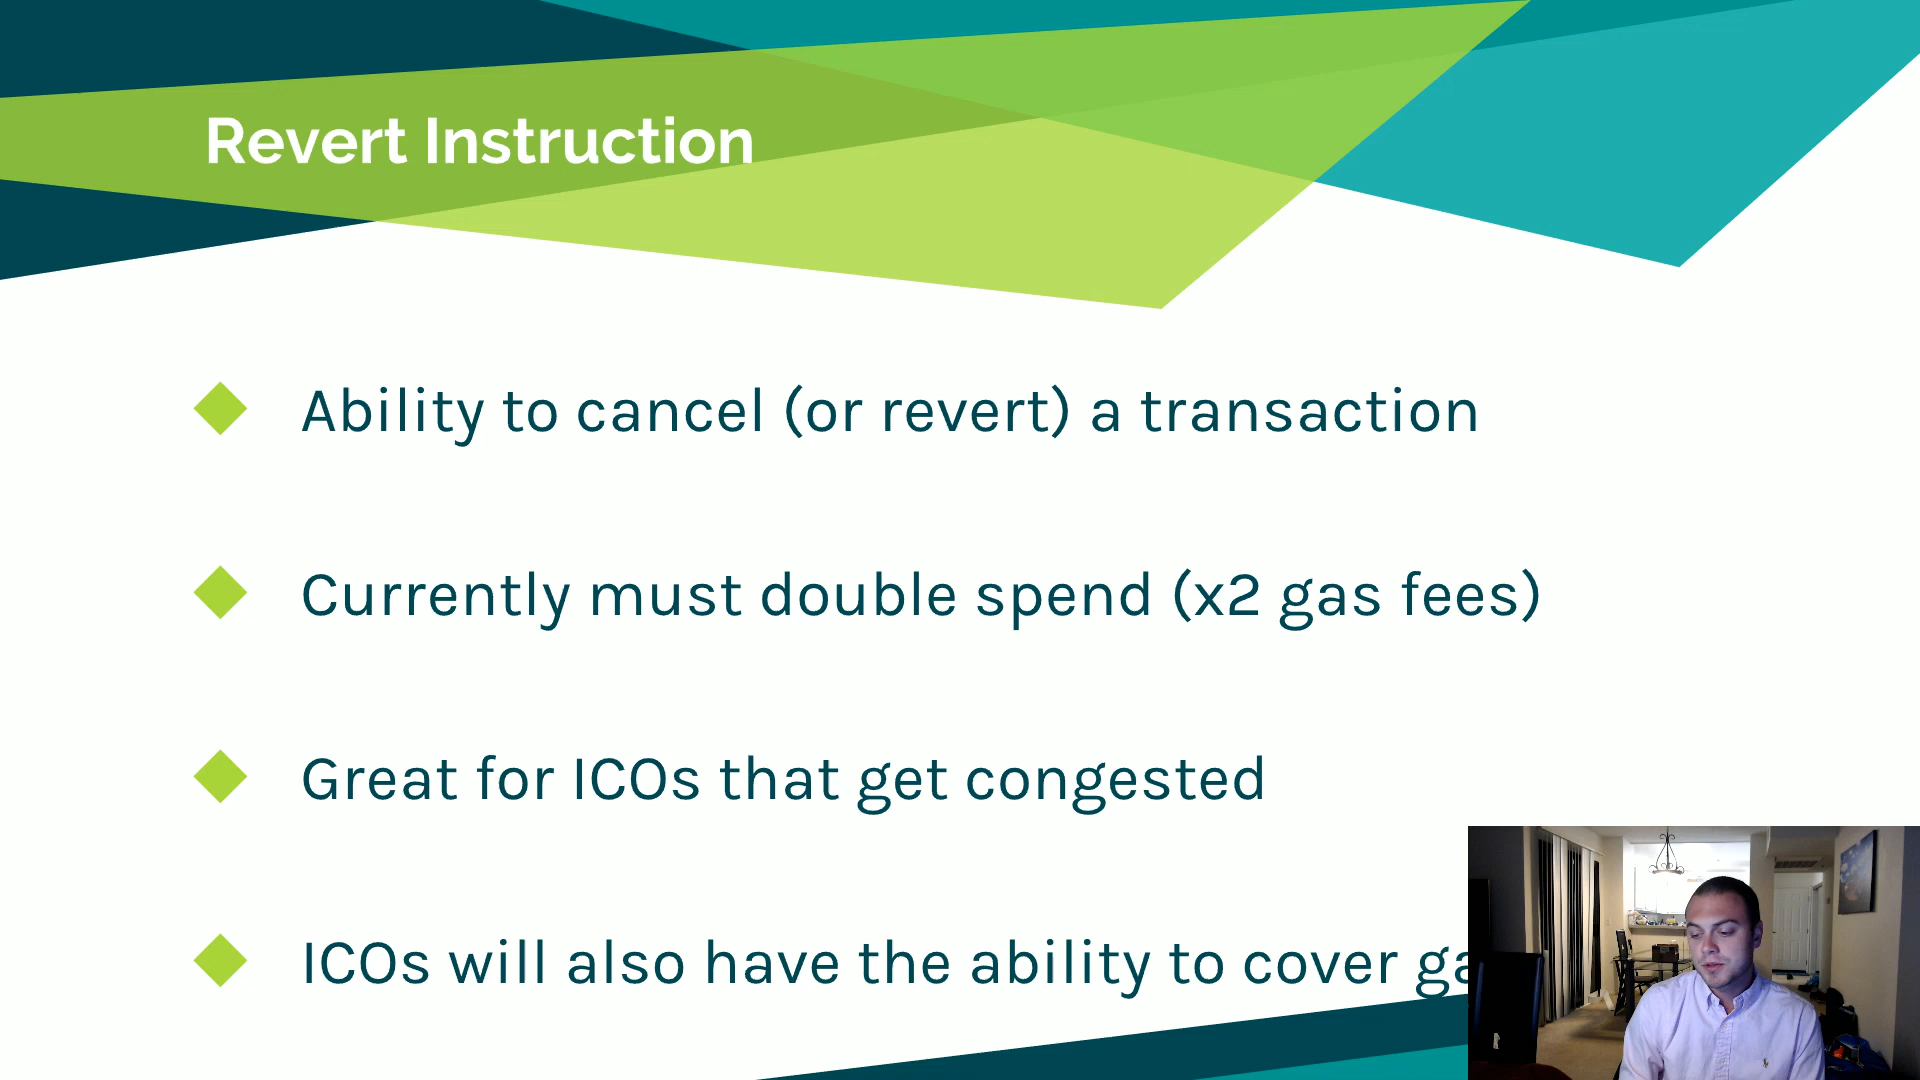 Revert Instruction
Ability to cancel (or revert) a transaction
Currently must double spend (x2 gas fees)
Great for ICOs that get congested
ICOs will also have the ability to cover